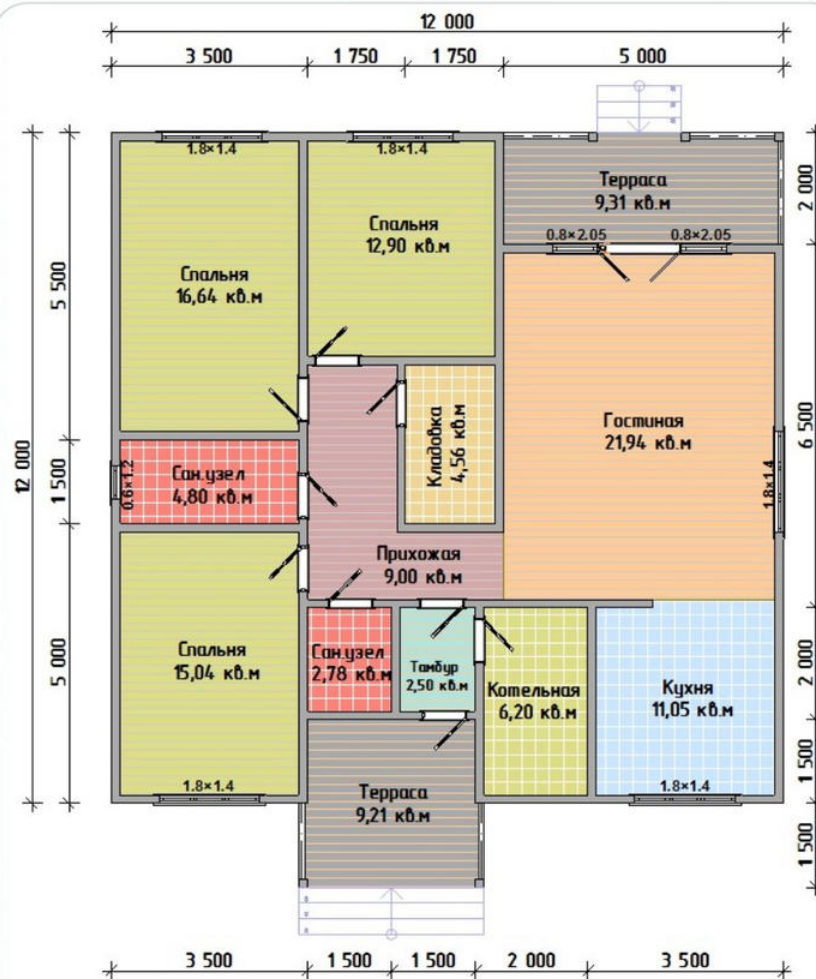 12 000
3 500
1 750
1 750
5 000
1.8×1.4
1.8×1.4
Терраса
9,31 кв.м
2 000
0.8×2.05
0.8×2.05
Спальня
12,90 кв.м
Спальня
16,64 кв.м
5 500
Гостиная
21,94 кв.м
6 500
Кладовка
4,56 кв.м
12 000
1 500
0.6×1.2
Сан.узел
4,80 кв.м
1.8×1.4
Прихожая
9,00 кв.м
5 000
Спальня
15,04 кв.м
Сан.узел
2,78 кв.м
Тамбур
2,50 кв.м
Котельная
6,20 кв.м
Кухня
11,05 кв.м
2 000
1 500
1.8×1.4
1.8×1.4
Терраса
9,21 кв.м
1 500
3 500
1 500
1 500
2 000
3 500